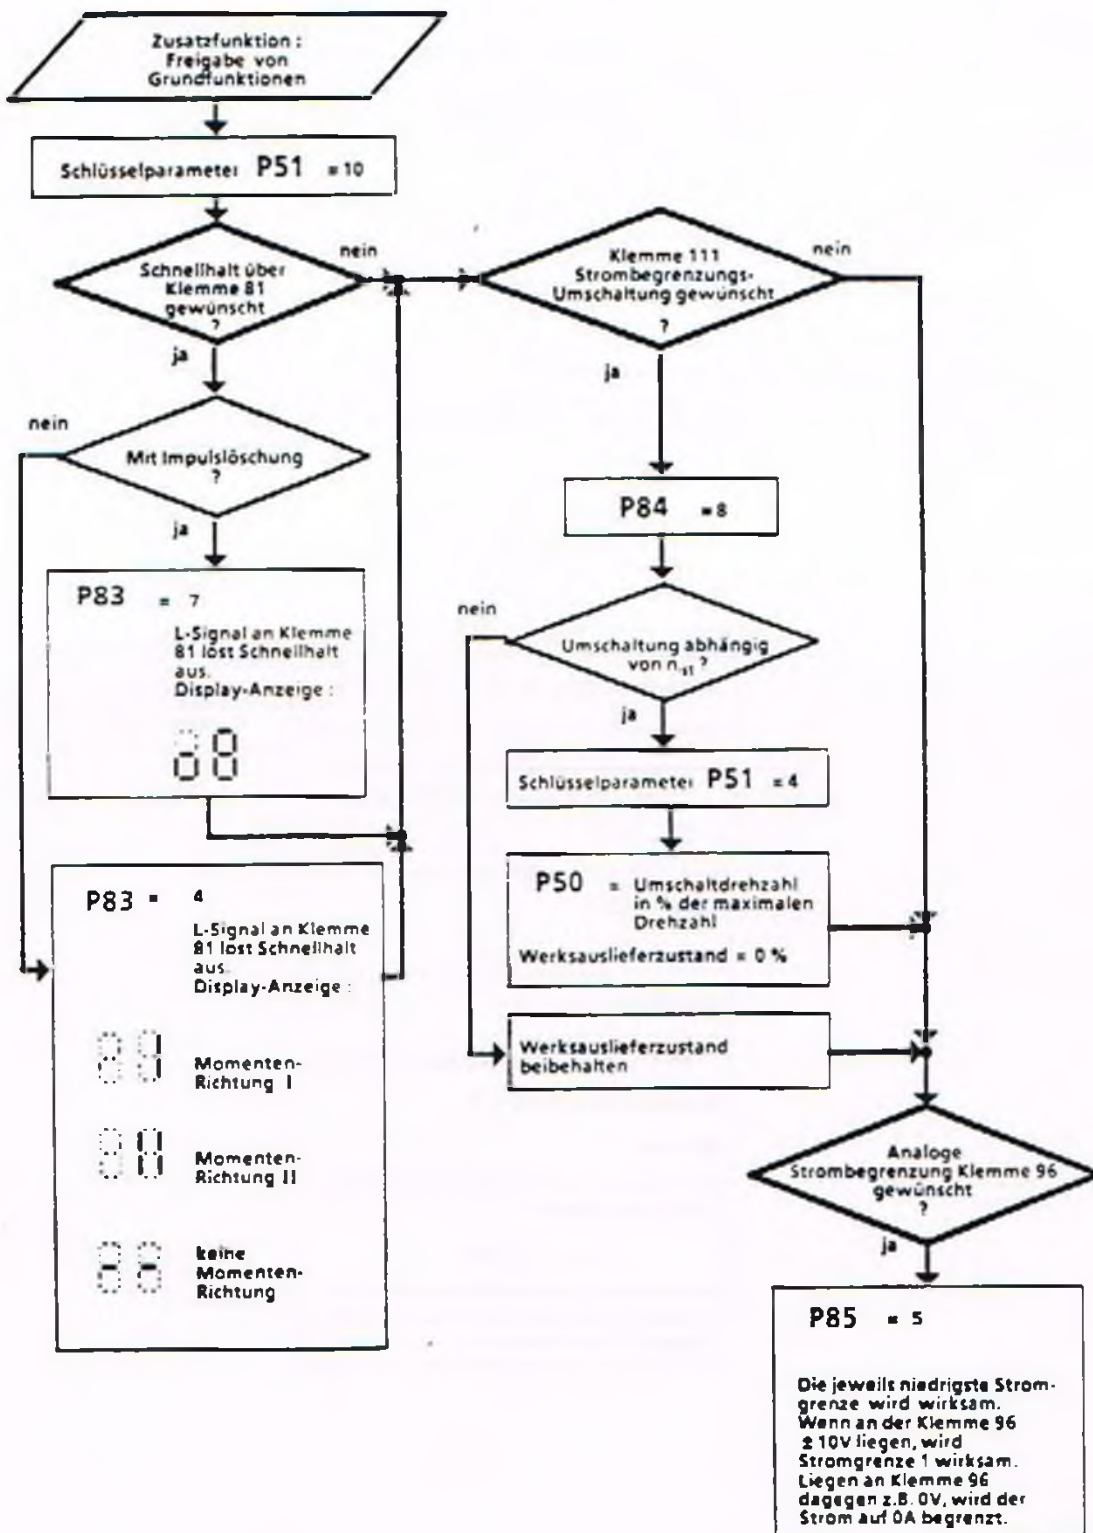 Zusatzfunktion :
Freigabe von
Grundfunktionen
Schlüsselparameter P51 = 10
Schnellhalt über
Klemme 81
gewünscht
?
nein
ja
Mit Impulslöschung
?
nein
ja
P83 = 7
L-Signal an Klemme
81 löst Schnellhalt
aus.
Display-Anzeige :
P83 = 4
L-Signal an Klemme
81 löst Schnellhalt
aus.
Display-Anzeige :
Momenten-
Richtung I
Momenten-
Richtung II
keine
Momenten-
Richtung
Klemme 111
Strombegrenzungs-
Umschaltung gewünscht
?
nein
ja
P84 = 8
nein
Umschaltung abhängig
von ?
ja
Schlüsselparameter P51 = 4
P50 = Umschaltdrehzahl
in % der maximalen
Drehzahl
Werksauslieferzustand = 0 %
Werksauslieferzustand
beibehalten
Analoge
Strombegrenzung Klemme 96
gewünscht
?
ja
P85 = 5
Die jeweils niedrigste Strom-
grenze wird wirksam.
Wenn an der Klemme 96
± 10V liegen, wird
Stromgrenze 1 wirksam.
Liegen an Klemme 96
dagegen z.B. 0V, wird der
Strom auf 0A begrenzt.